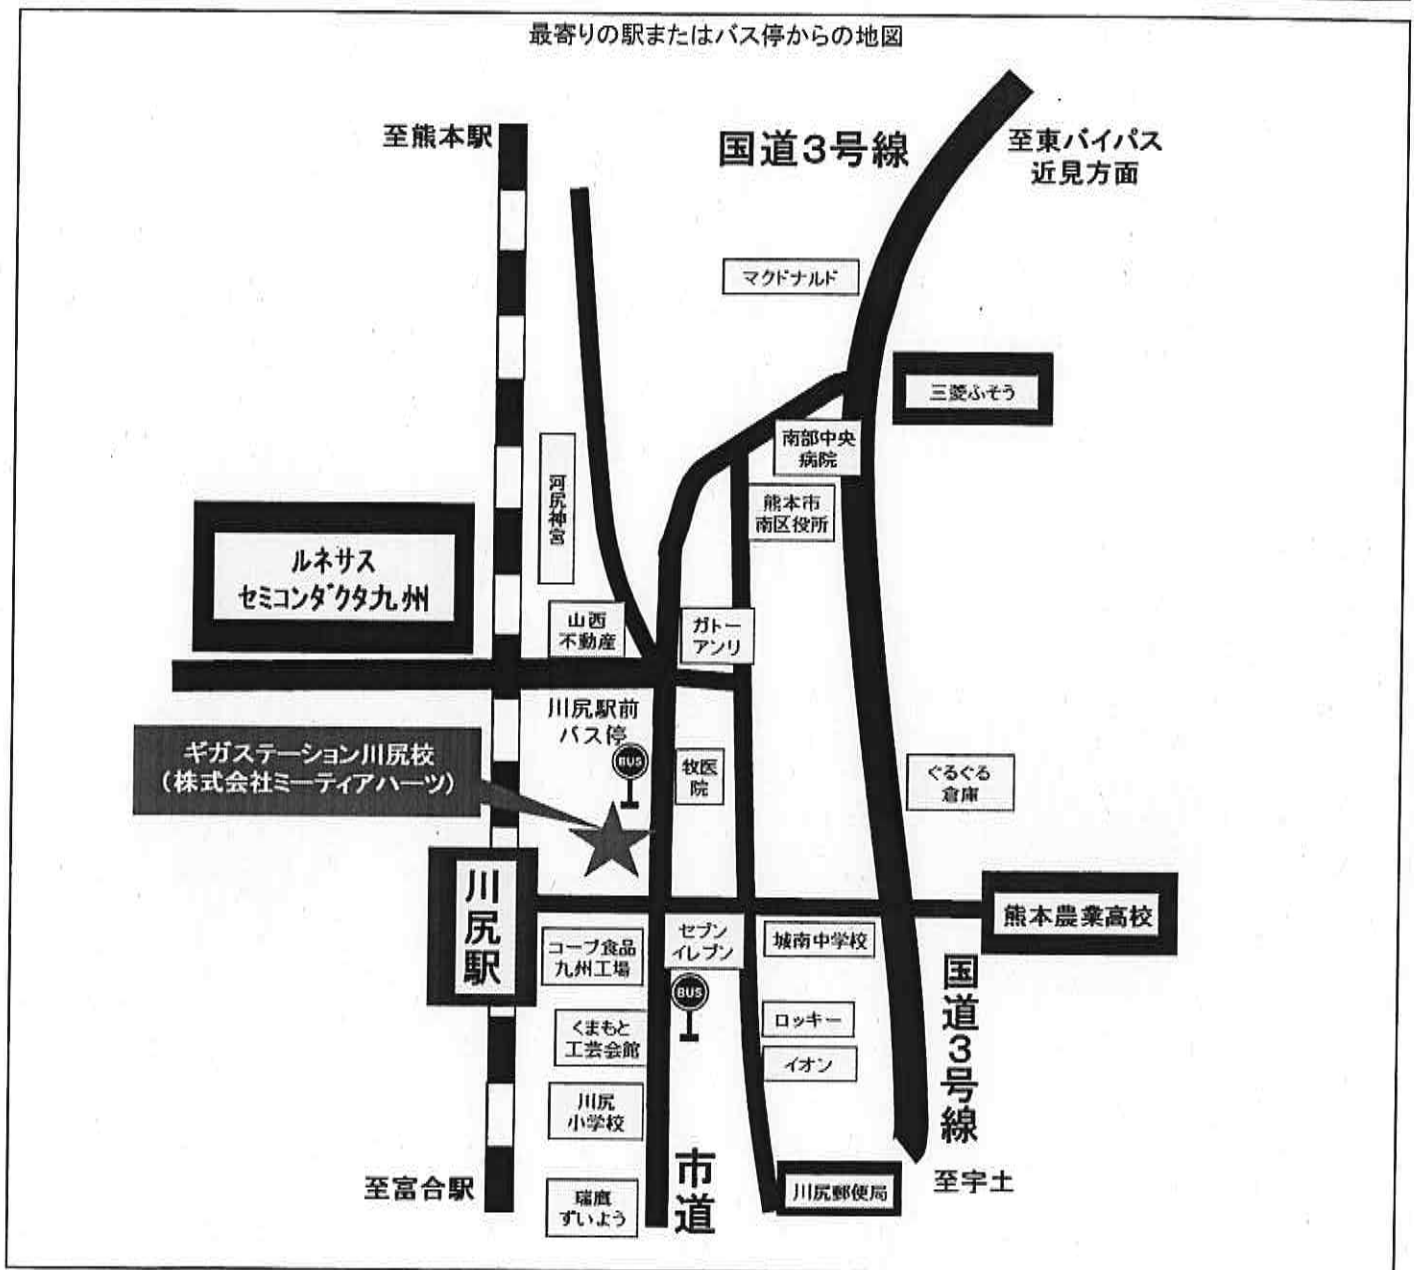 最寄りの駅またはバス停からの地図
至熊本駅
国道3号線
至東バイパス
近見方面
マクドナルド
三菱ふそう
南部中央
病院
河尻神宮
熊本市
南区役所
ルネサス
セミコンダクタ九州
山西
不動産
ガトー
アンリ
川尻駅前
バス停
BUS
ギガステーション川尻校
(株式会社ミーティアハーツ)
牧医
院
ぐるぐる
倉庫
川尻駅
熊本農業高校
コープ食品
九州工場
セブン
イレブン
城南中学校
BUS
国道3号線
くまもと
工芸会館
ロッキー
イオン
川尻
小学校
市道
至富合駅
瑞鷹
ずいよう
川尻郵便局
至宇土